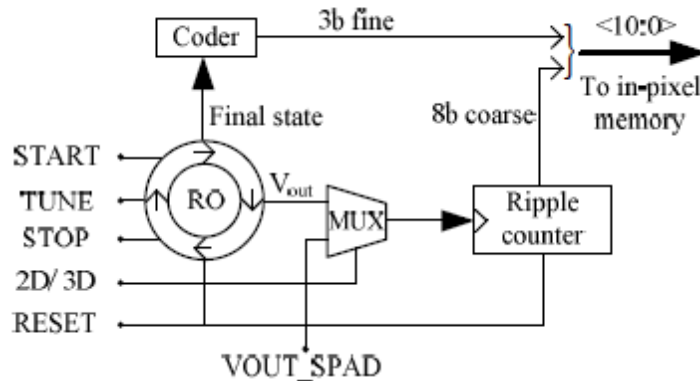 Coder
3b fine
<10:0>
To in-pixel
memory
Final state
8b coarse
START
TUNE
STOP
2D/3D
RESET
RO
Vout
MUX
Ripple
counter
VOUT_SPAD